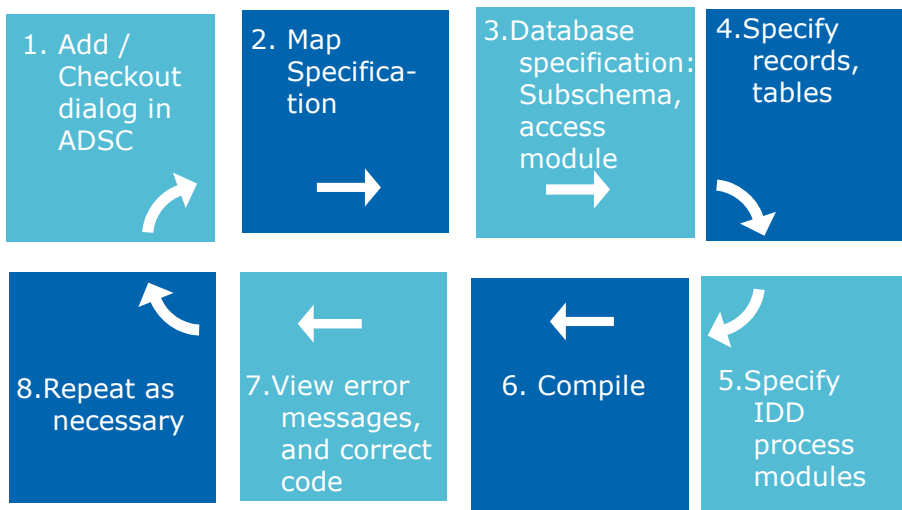 1. Add /
Checkout
dialog in
ADSC
2. Map
Specifica-
tion
3.Database
specification:
Subschema,
access
module
4.Specify
records,
tables
8.Repeat as
necessary
7.View error
messages,
and correct
code
6. Compile
5.Specify
IDD
process
modules